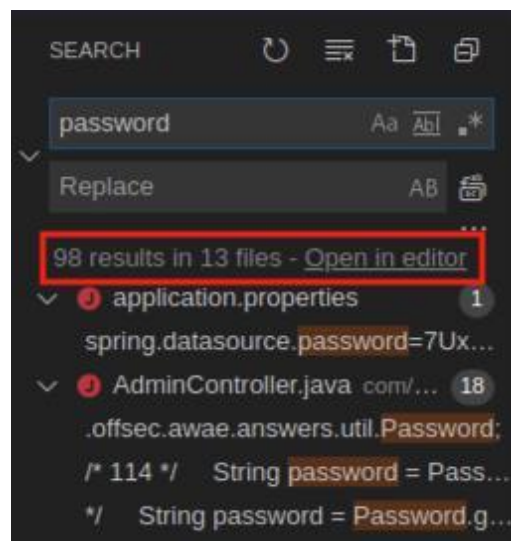 SEARCH
password Aa Abl .*
Replace AB
...
98 results in 13 files - Open in editor
application.properties 1
spring.datasource.password=7Ux...
AdminController.java com/... 18
.offsec.awae.answers.util.Password;
/* 114 */ String password = Pass...
*/ String password = Password.g...